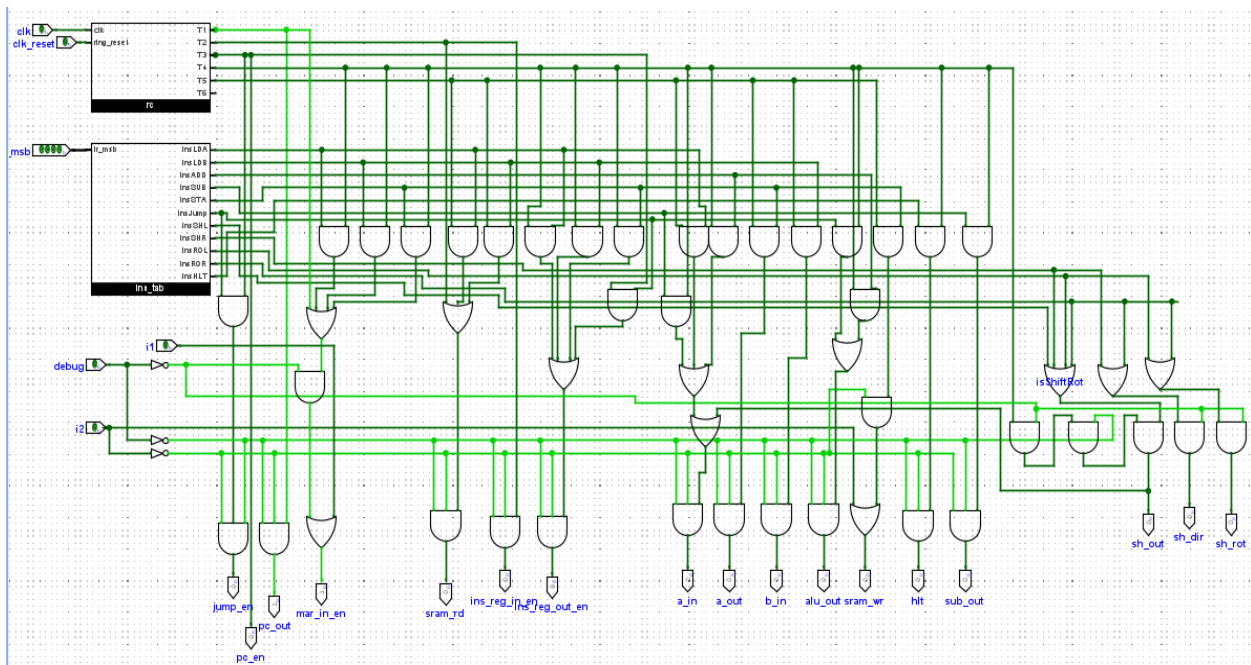 clk
clk_reset
clk
ring_reset
T1
T2
T3
T4
T5
T6
rc
_msb
ir_msb
InsLDA
InsLDB
InsADD
InsSUB
InsSTA
InsJump
InsSHL
InsSHR
InsROL
InsROR
InsHLT
ins_tab
i1
debug
i2
isShiftRot
sh_out
sh_dir
sh_rot
jump_en
pc_out
pc_en
mar_in_en
sram_rd
ins_reg_in_en
ins_reg_out_en
a_in
a_out
b_in
alu_out
sram_wr
hlt
sub_out